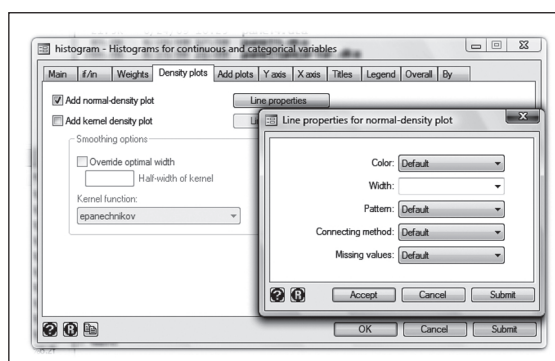 histogram - Histograms for continuous and categorical variables
Main if/in Weights Density plots Add plots Y axis X axis Titles Legend Overall By
Add normal-density plot
Line properties
Add kernel density plot
Smoothing options
Override optimal width
Half-width of kernel
Kernel function:
epanechnikov
Line properties for normal-density plot
Color: Default
Width:
Pattern: Default
Connecting method: Default
Missing values: Default
Accept Cancel Submit
OK Cancel Submit